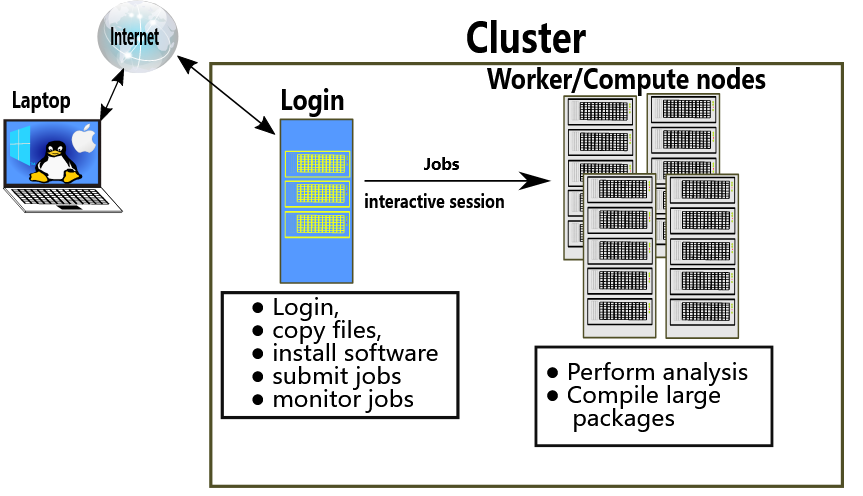 Internet
Cluster
Laptop
Login
Worker/Compute nodes
Jobs
interactive session
● Login,
● copy files,
● install software
● submit jobs
● monitor jobs
● Perform analysis
● Compile large
packages